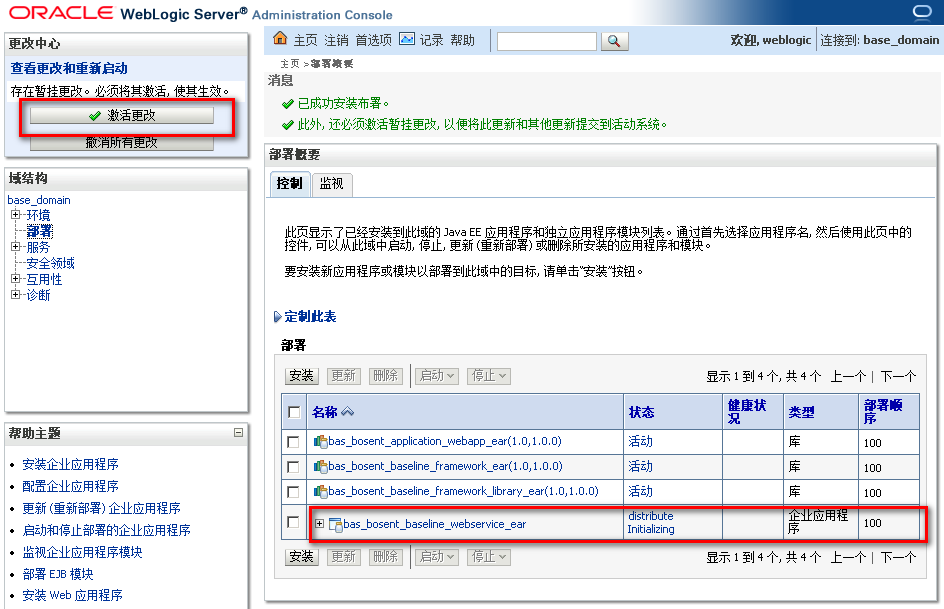 ORACLE WebLogic Server® Administration Console
更改中心
查看更改和重新启动
存在暂挂更改。必须将其激活, 使其生效。
激活更改
撤消所有更改
域结构
base_domain
环境
部署
服务
安全领域
互用性
诊断
帮助主题
安装企业应用程序
配置企业应用程序
更新 (重新部署) 企业应用程序
启动和停止部署的企业应用程序
监视企业应用程序模块
部署 EJB 模块
安装 Web 应用程序
主页 注销 首选项 记录 帮助
欢迎, weblogic 连接到: base_domain
主页 >部署概要
消息
已成功安装布署。
此外, 还必须激活暂挂更改, 以便将此更新和其他更新提交到活动系统。
部署概要
控制 监视
此页显示了已经安装到此域的 Java EE 应用程序和独立应用程序模块列表。通过首先选择应用程序名, 然后使用此页中的
控件, 可以从此域中启动, 停止, 更新 (重新部署) 或删除所安装的应用程序和模块。
要安装新应用程序或模块以部署到此域中的目标, 请单击"安装"按钮。
定制此表
部署
安装 更新 删除 启动 停止 显示 1 到 4 个, 共 4 个 上一个 | 下一个
名称 状态 健康状况 类型 部署顺序
bas_bosent_application_webapp_ear(1.0,1.0.0) 活动 库 100
bas_bosent_baseline_framework_ear(1.0,1.0.0) 活动 库 100
bas_bosent_baseline_framework_library_ear(1.0,1.0.0) 活动 库 100
bas_bosent_baseline_webservice_ear distribute Initializing 企业应用程序 100
安装 更新 删除 启动 停止 显示 1 到 4 个, 共 4 个 上一个 | 下一个